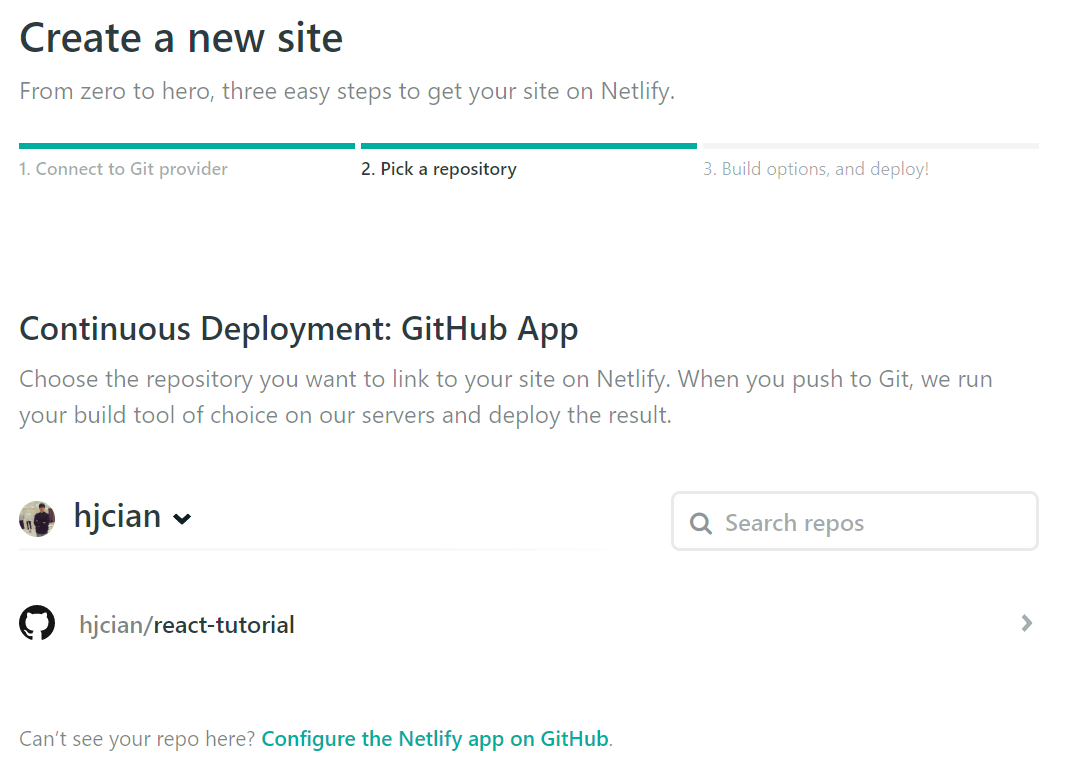 Create a new site
From zero to hero, three easy steps to get your site on Netlify.
1. Connect to Git provider
2. Pick a repository
3. Build options, and deploy!
Continuous Deployment: GitHub App
Choose the repository you want to link to your site on Netlify. When you push to Git, we run
your build tool of choice on our servers and deploy the result.
hjcian
Search repos
hjcian/react-tutorial
Can’t see your repo here? Configure the Netlify app on GitHub.